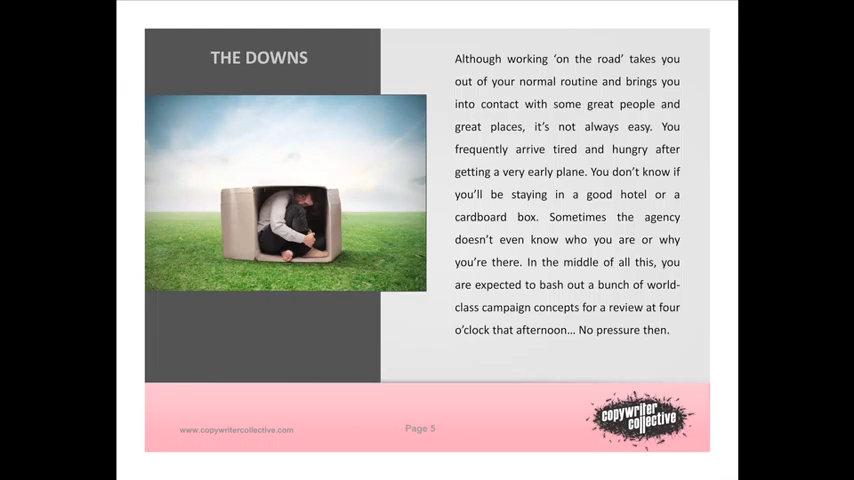 THE DOWNS
Although working ‘on the road’ takes you
out of your normal routine and brings you
into contact with some great people and
great places, it’s not always easy. You
frequently arrive tired and hungry after
getting a very early plane. You don’t know if
you’ll be staying in a good hotel or a
cardboard box. Sometimes the agency
doesn’t even know who you are or why
you’re there. In the middle of all this, you
are expected to bash out a bunch of world-
class campaign concepts for a review at four
o’clock that afternoon… No pressure then.
www.copywritercollective.com
Page 5
copywriter
collective